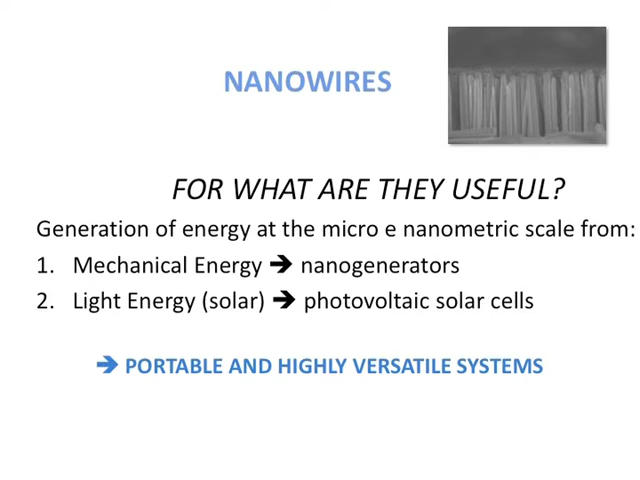 NANOWIRES
FOR WHAT ARE THEY USEFUL?
Generation of energy at the micro e nanometric scale from:
1. Mechanical Energy ➔ nanogenerators
2. Light Energy (solar) ➔ photovoltaic solar cells
➔ PORTABLE AND HIGHLY VERSATILE SYSTEMS